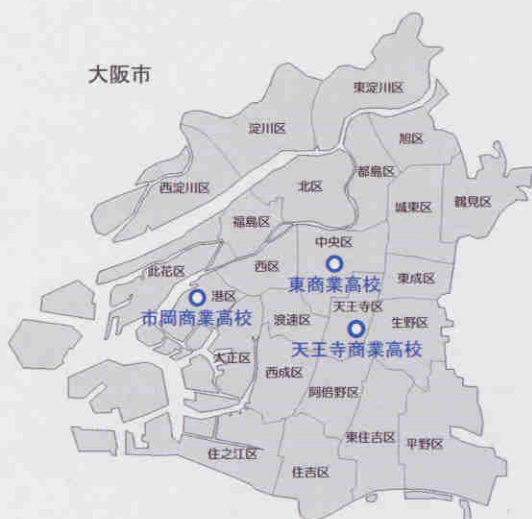 大阪市
東淀川区
淀川区
旭区
西淀川区
北区
都島区
城東区
鶴見区
福島区
中央区
此花区
西区
東商業高校
東成区
港区
市岡商業高校
天王寺区
浪速区
生野区
天王寺商業高校
大正区
西成区
阿倍野区
東住吉区
平野区
住之江区
住吉区